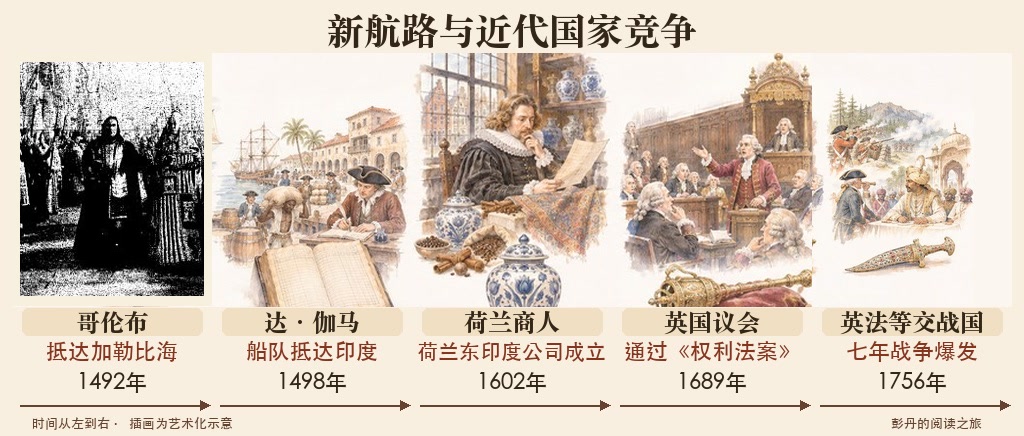 新航路与近代国家竞争
哥伦布
抵达加勒比海
1492年
达·伽马
船队抵达印度
1498年
荷兰商人
荷兰东印度公司成立
1602年
英国议会
通过《权利法案》
1689年
英法等交战国
七年战争爆发
1756年
时间从左到右· 插画为艺术化示意
彭丹的阅读之旅